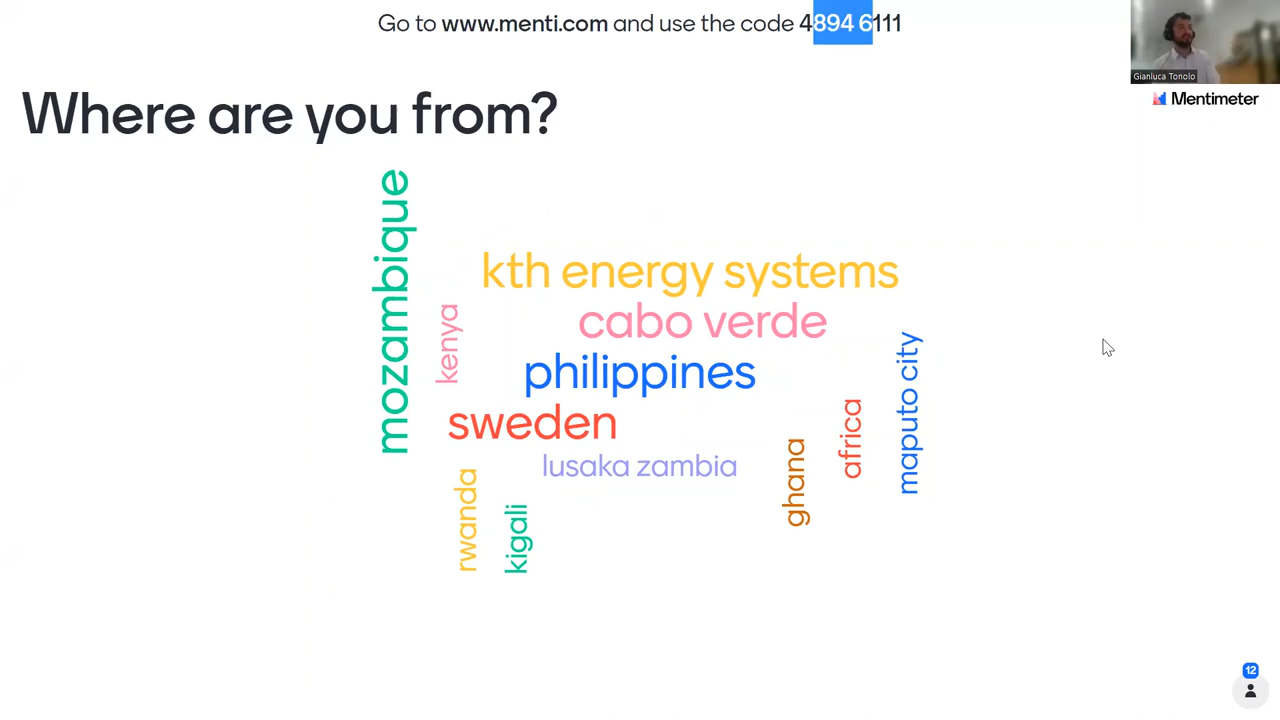 Go to www.menti.com and use the code 4894 6111
Gianluca Tonolo
Mentimeter
Where are you from?
mozambique
kth energy systems
cabo verde
kenya
philippines
maputo city
sweden
africa
lusaka zambia
ghana
rwanda
kigali
12